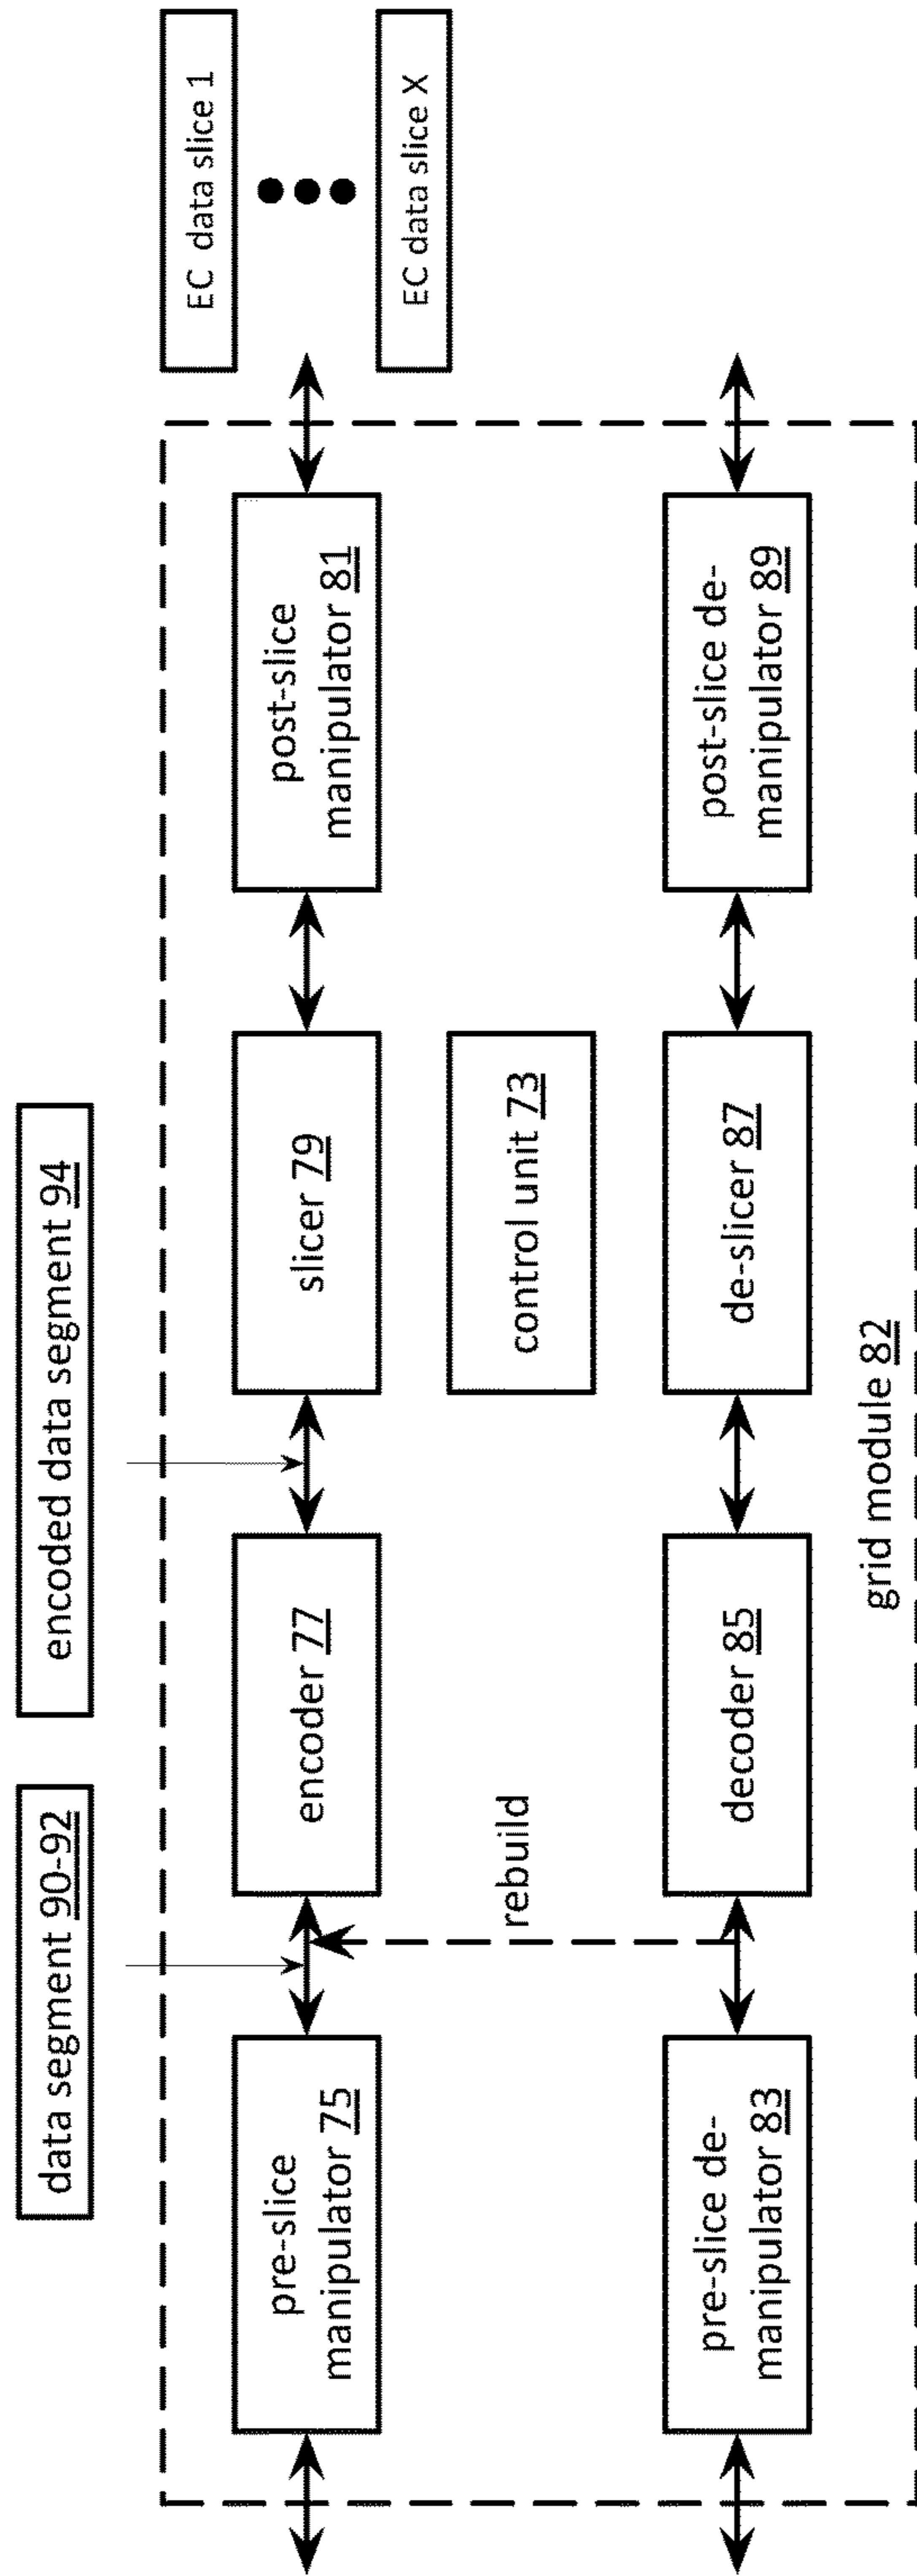 data segment 90-92
encoded data segment 94
EC data slice 1
EC data slice X
pre-slice
manipulator 75
encoder 77
slicer 79
post-slice
manipulator 81
rebuild
control unit 73
pre-slice de-
manipulator 83
decoder 85
de-slicer 87
post-slice de-
manipulator 89
grid module 82